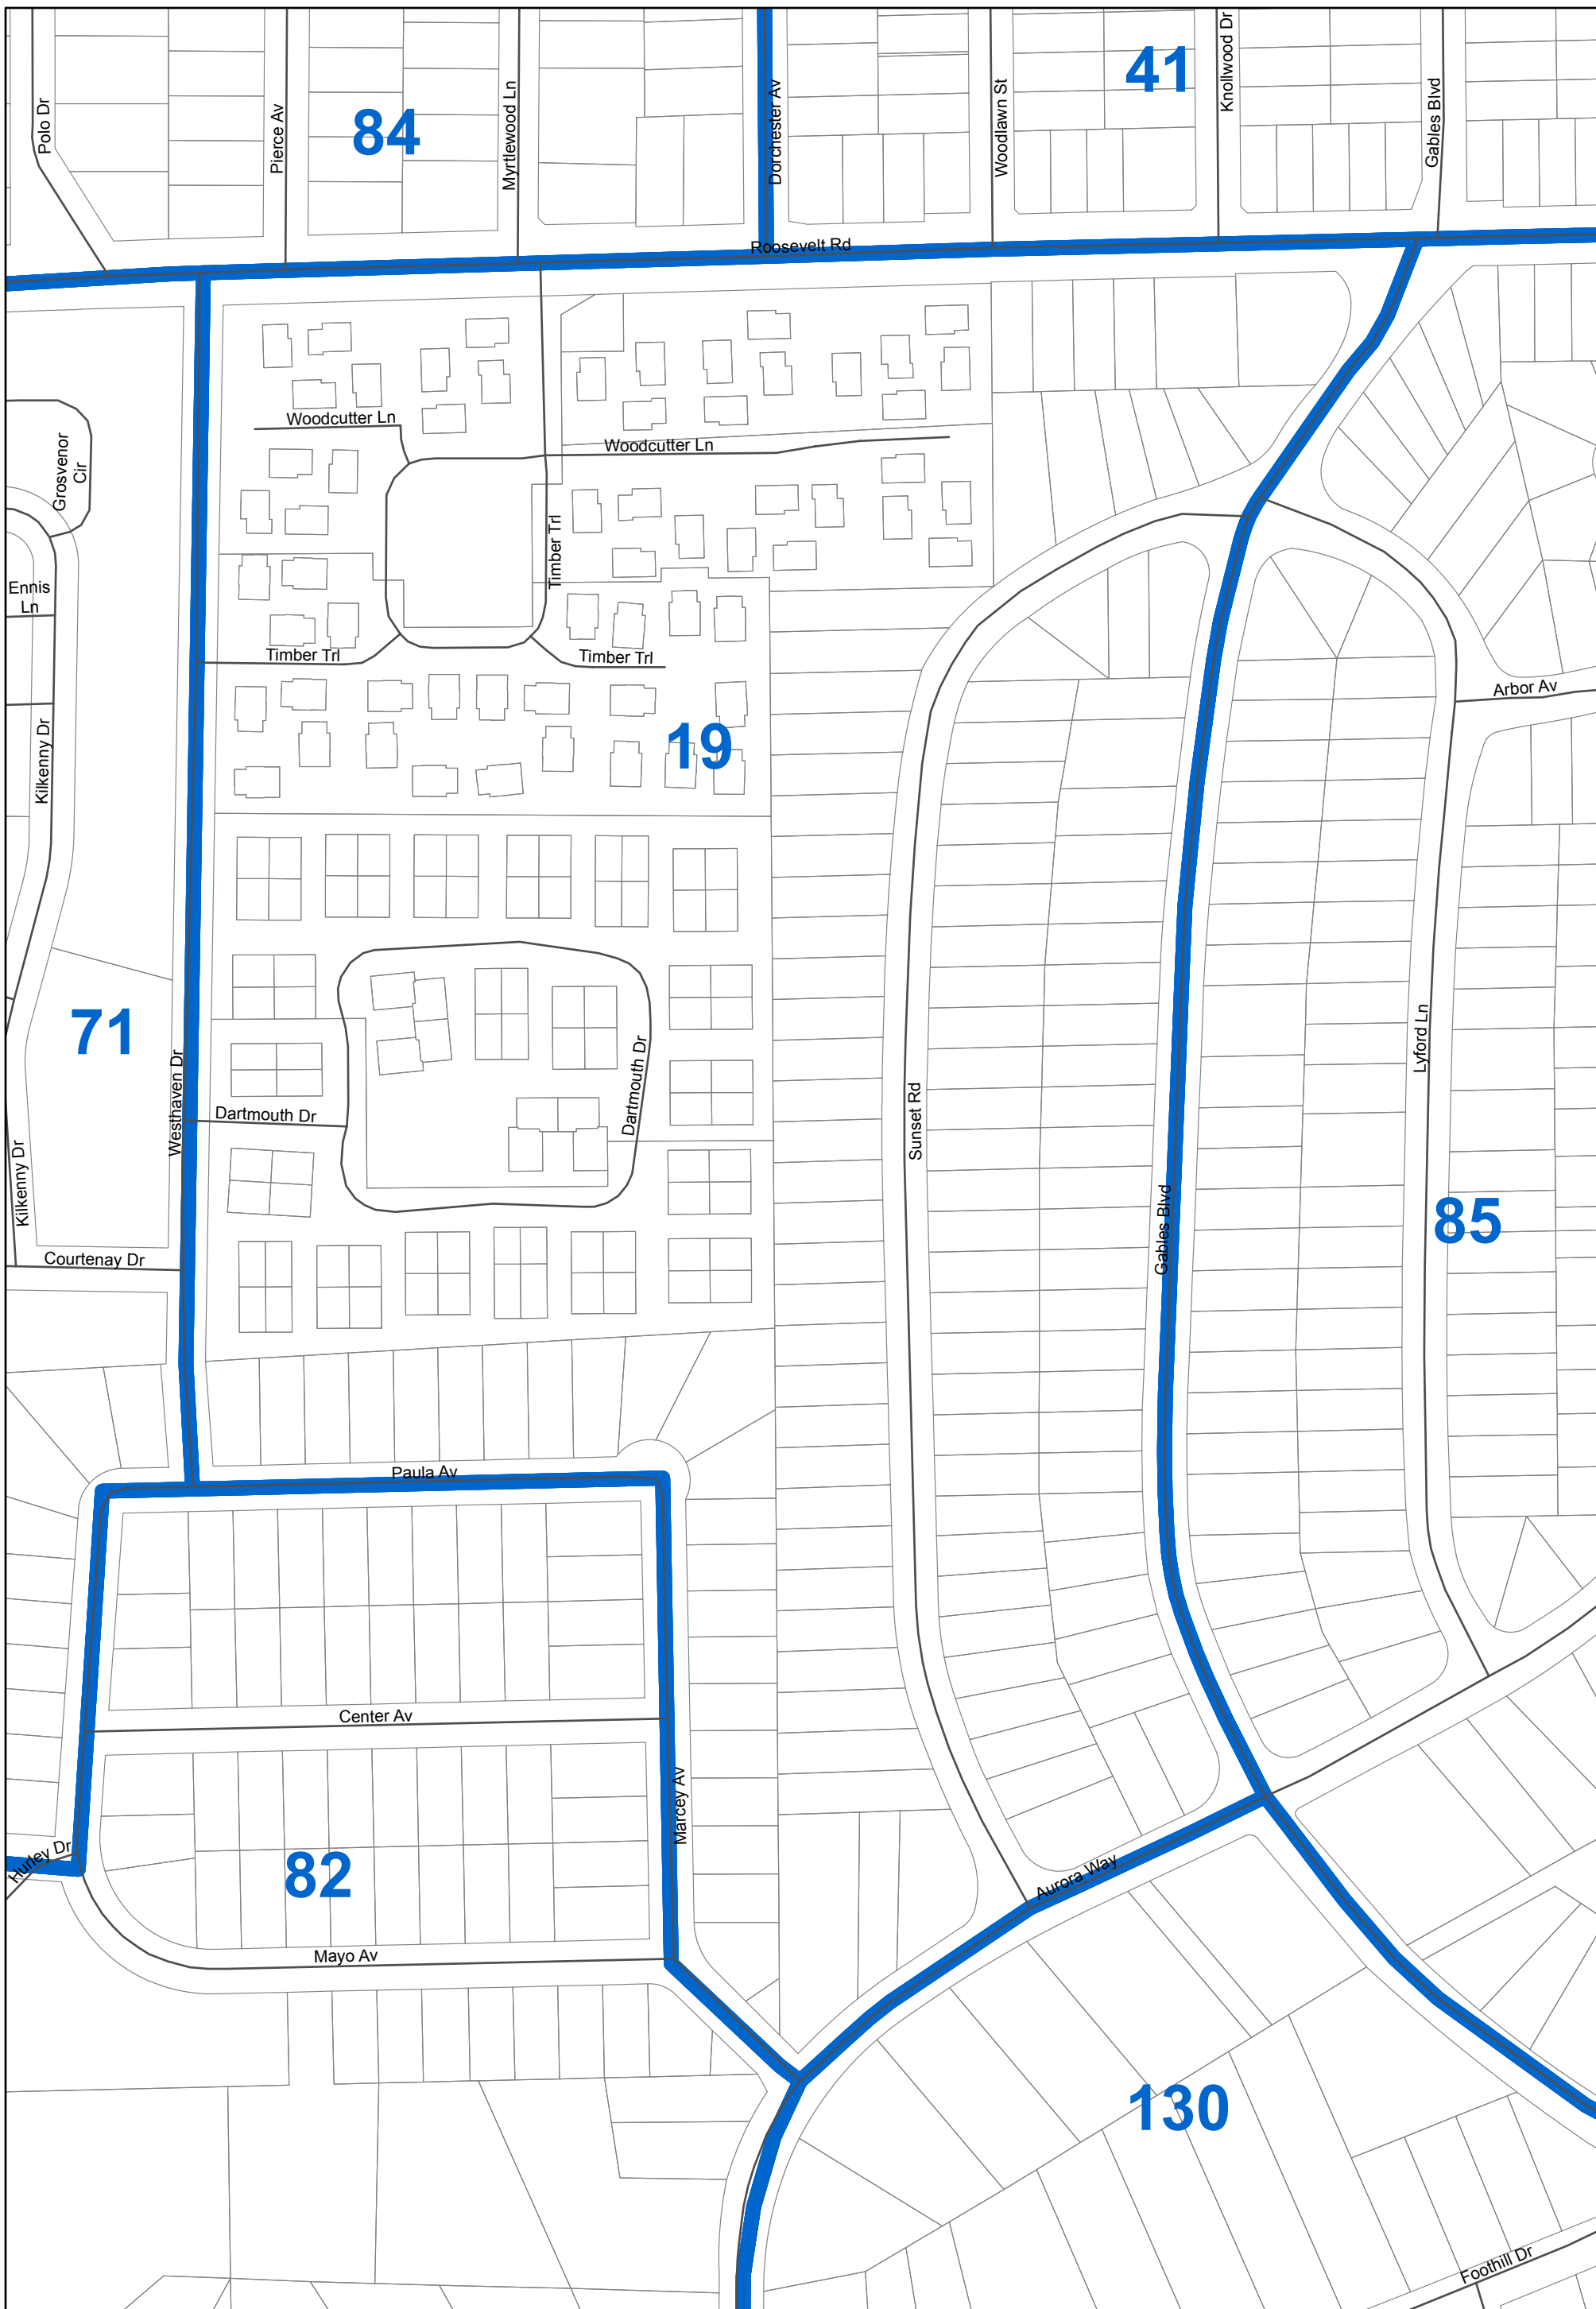 41
Polo Dr
Pierce Av
84
Myrtlewood Ln
Dorchester Av
Woodlawn St
Knollwood Dr
Gables Blvd
Roosevelt Rd
Woodcutter Ln
Woodcutter Ln
Grosvenor
Cir
Timber Trl
Ennis
Ln
Timber Trl
Timber Trl
Arbor Av
Kilkenny Dr
19
71
Westhaven Dr
Dartmouth Dr
Dartmouth Dr
Sunset Rd
Lyford Ln
Kilkenny Dr
Gables Blvd
85
Courtenay Dr
Paula Av
Center Av
Marcey Av
Hurley Dr
82
Aurora Way
Mayo Av
130
Foothill Dr